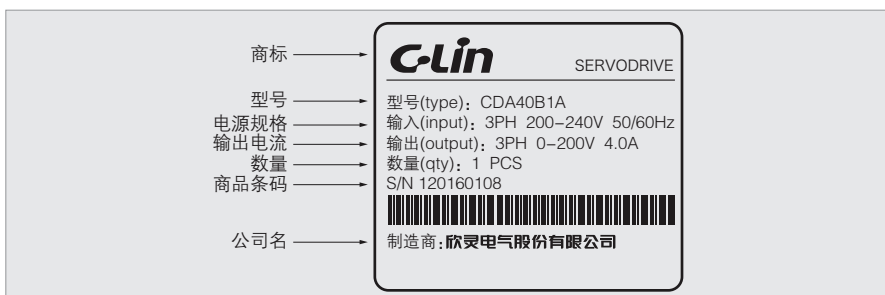 商标
C-Lin SERVODRIVE
型号 型号(type)：CDA40B1A
电源规格 输入(input)：3PH 200-240V 50/60Hz
输出电流 输出(output)：3PH 0-200V 4.0A
数量 数量(qty)：1 PCS
商品条码 S/N 120160108
公司名 制造商:欣灵电气股份有限公司